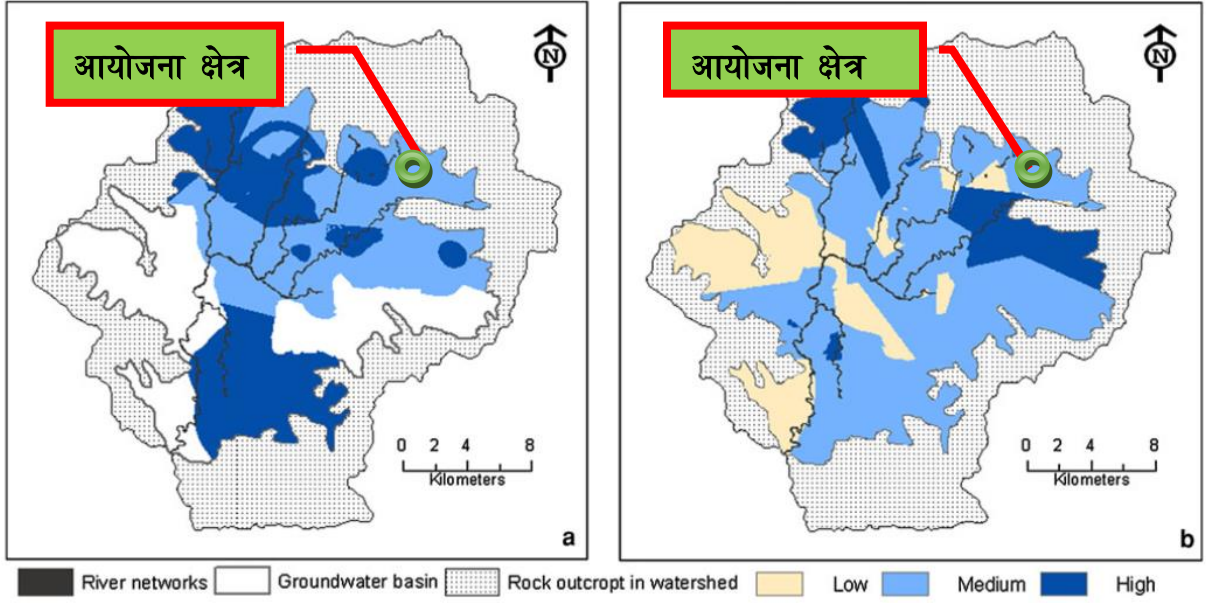 आयोजना क्षेत्र
N
0 2 4 8
Kilometers
a
आयोजना क्षेत्र
N
0 2 4 8
Kilometers
b
River networks Groundwater basin Rock outcropt in watershed Low Medium High